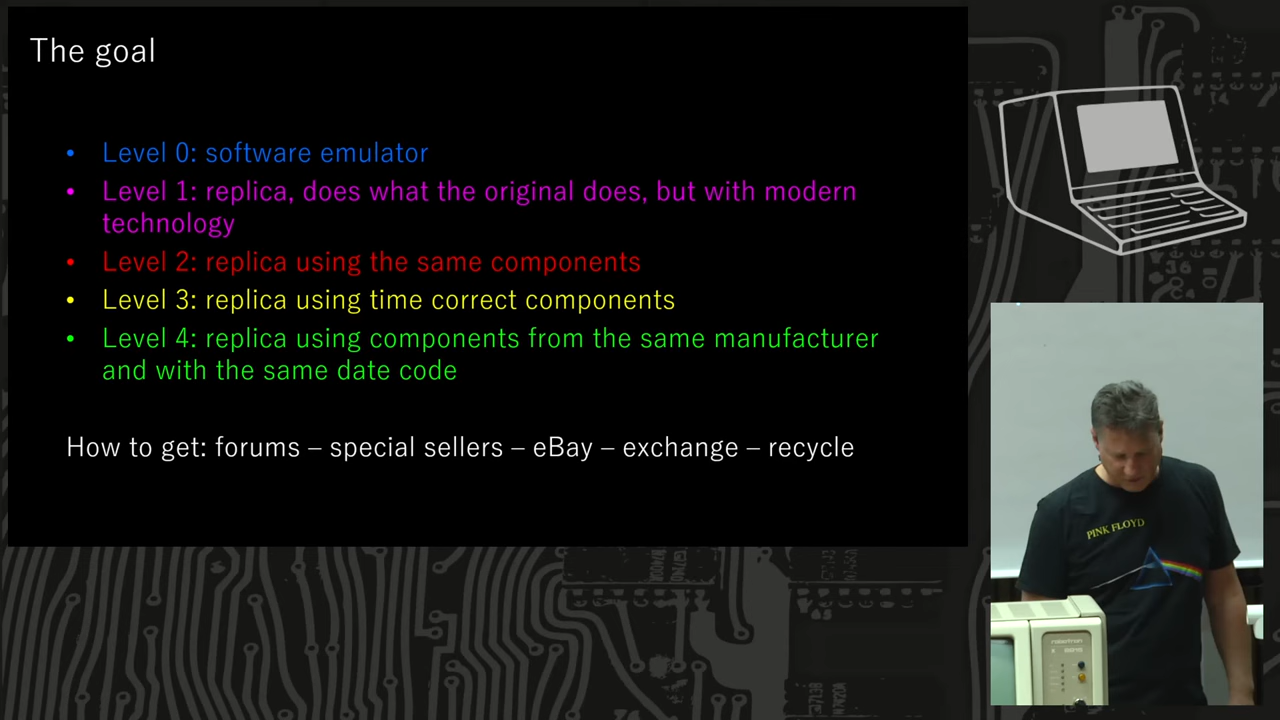 The goal
• Level 0: software emulator
• Level 1: replica, does what the original does, but with modern
technology
• Level 2: replica using the same components
• Level 3: replica using time correct components
• Level 4: replica using components from the same manufacturer
and with the same date code
How to get: forums – special sellers – eBay – exchange – recycle
PINK FLOYD
robotron